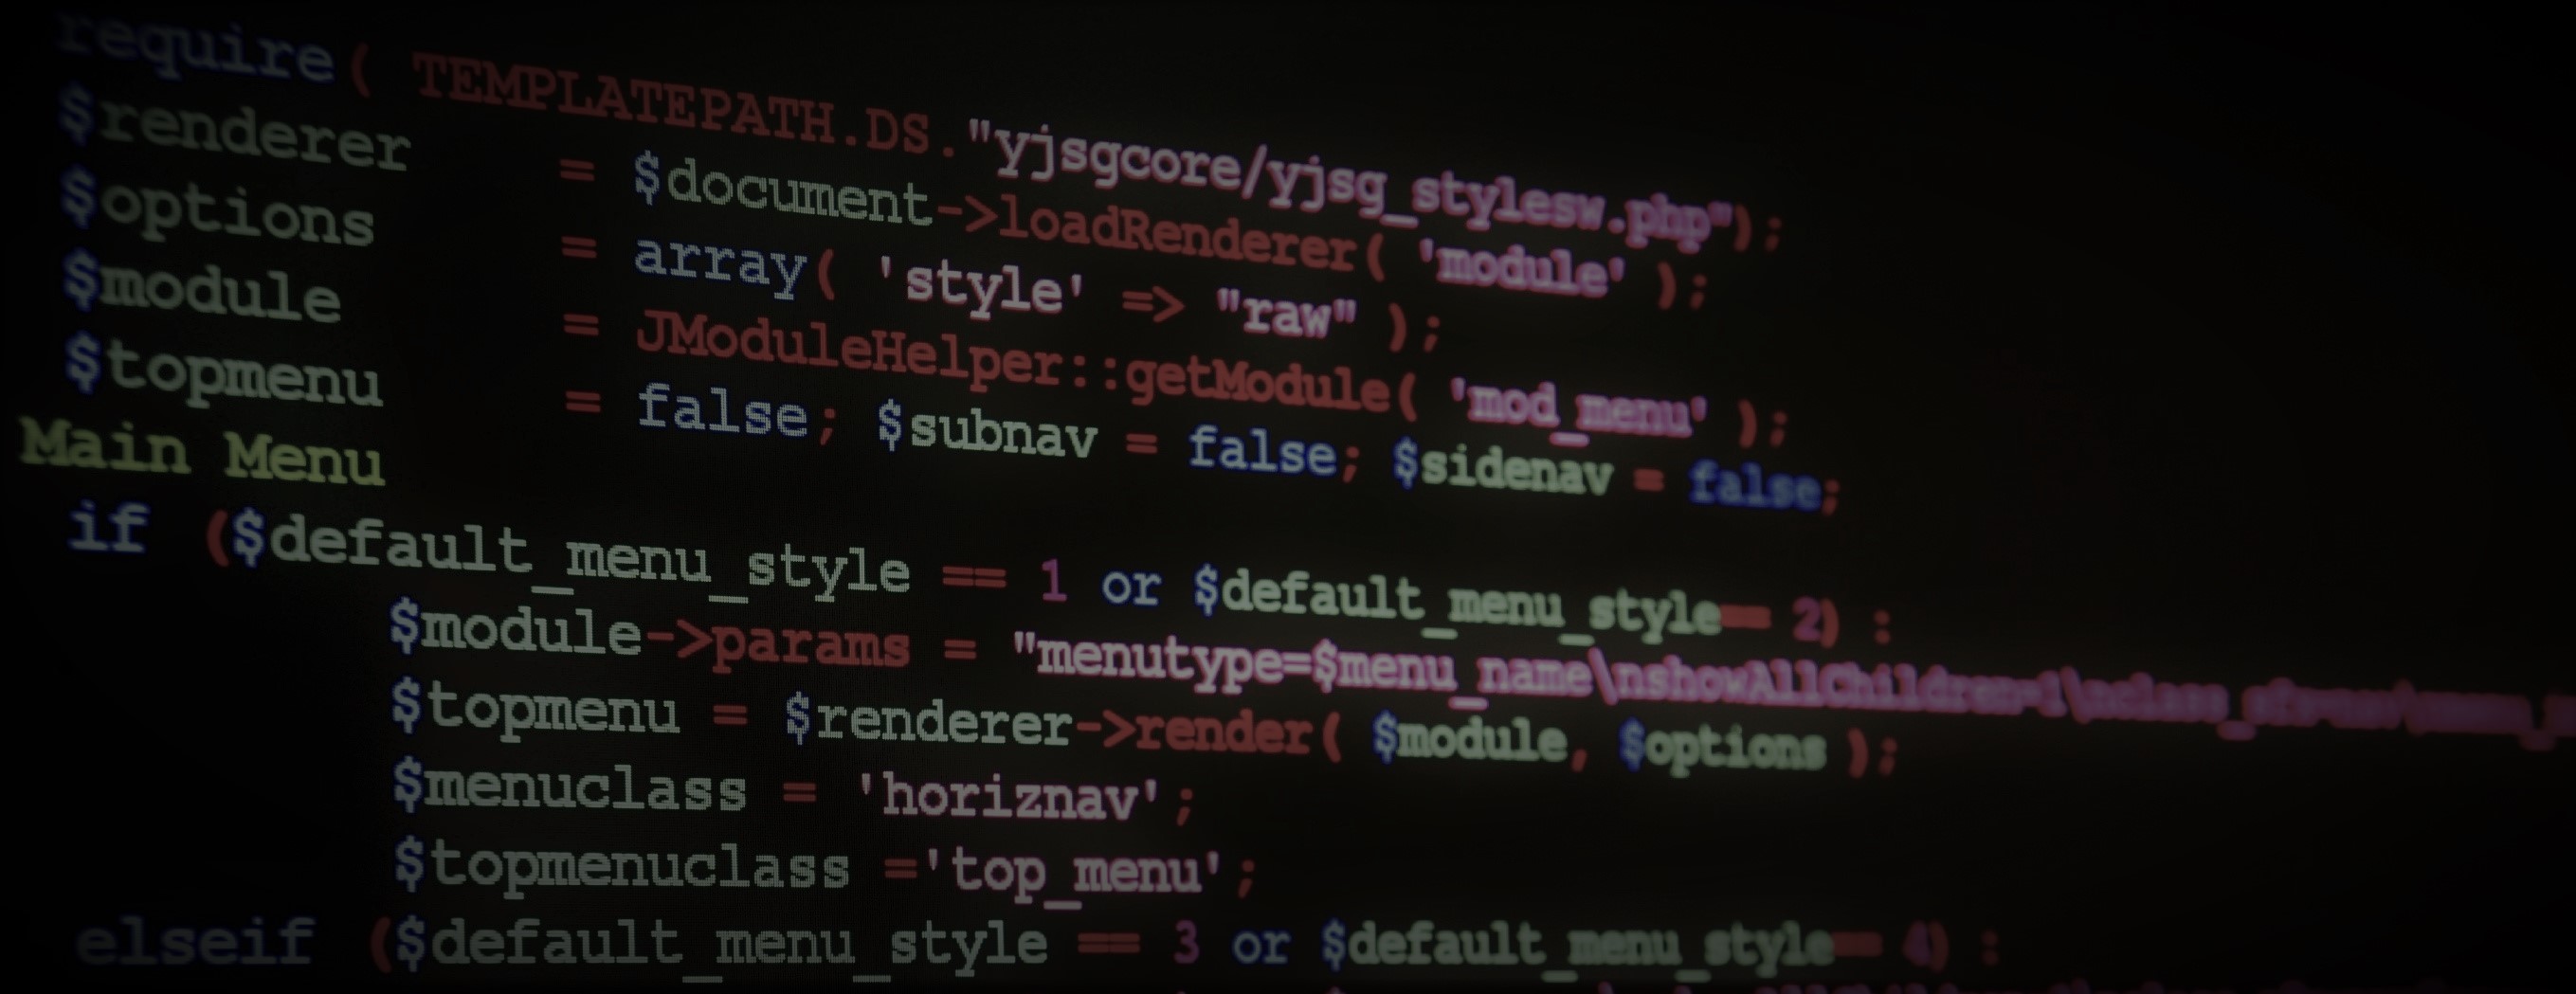 require( TEMPLATEPATH.DS."yjsgcore/yjsg_stylesw.php");
$renderer = $document->loadRenderer( 'module' );
$options = array( 'style' => "raw" );
$module = JModuleHelper::getModule( 'mod_menu' );
$topmenu = false; $subnav = false; $sidenav = false;
Main Menu
if ($default_menu_style == 1 or $default_menu_style== 2) :
$module->params = "menutype=$menu_name\nshowAllChildren=1\nclass_sfx=nav\nmenu_
$topmenu = $renderer->render( $module, $options );
$menuclass = 'horiznav';
$topmenuclass ='top_menu';
elseif ($default_menu_style == 3 or $default_menu_style== 4) :